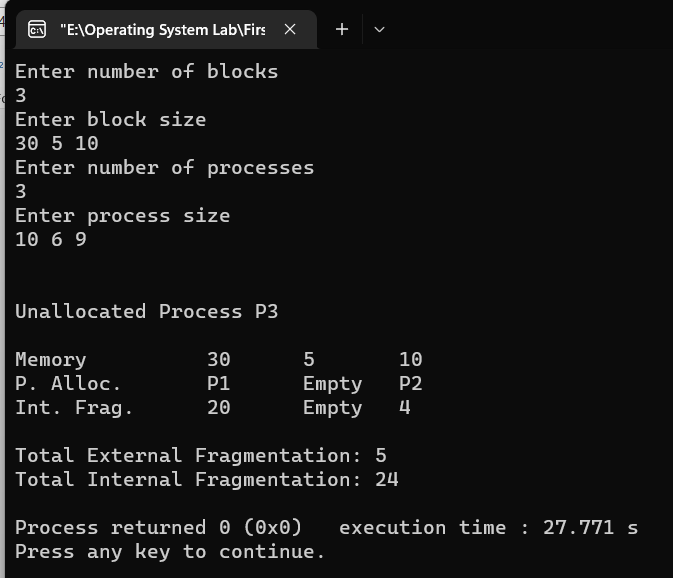 "E:\Operating System Lab\Firs
Enter number of blocks
3
Enter block size
30 5 10
Enter number of processes
3
Enter process size
10 6 9
Unallocated Process P3
Memory 30 5 10
P. Alloc. P1 Empty P2
Int. Frag. 20 Empty 4
Total External Fragmentation: 5
Total Internal Fragmentation: 24
Process returned 0 (0x0) execution time : 27.771 s
Press any key to continue.